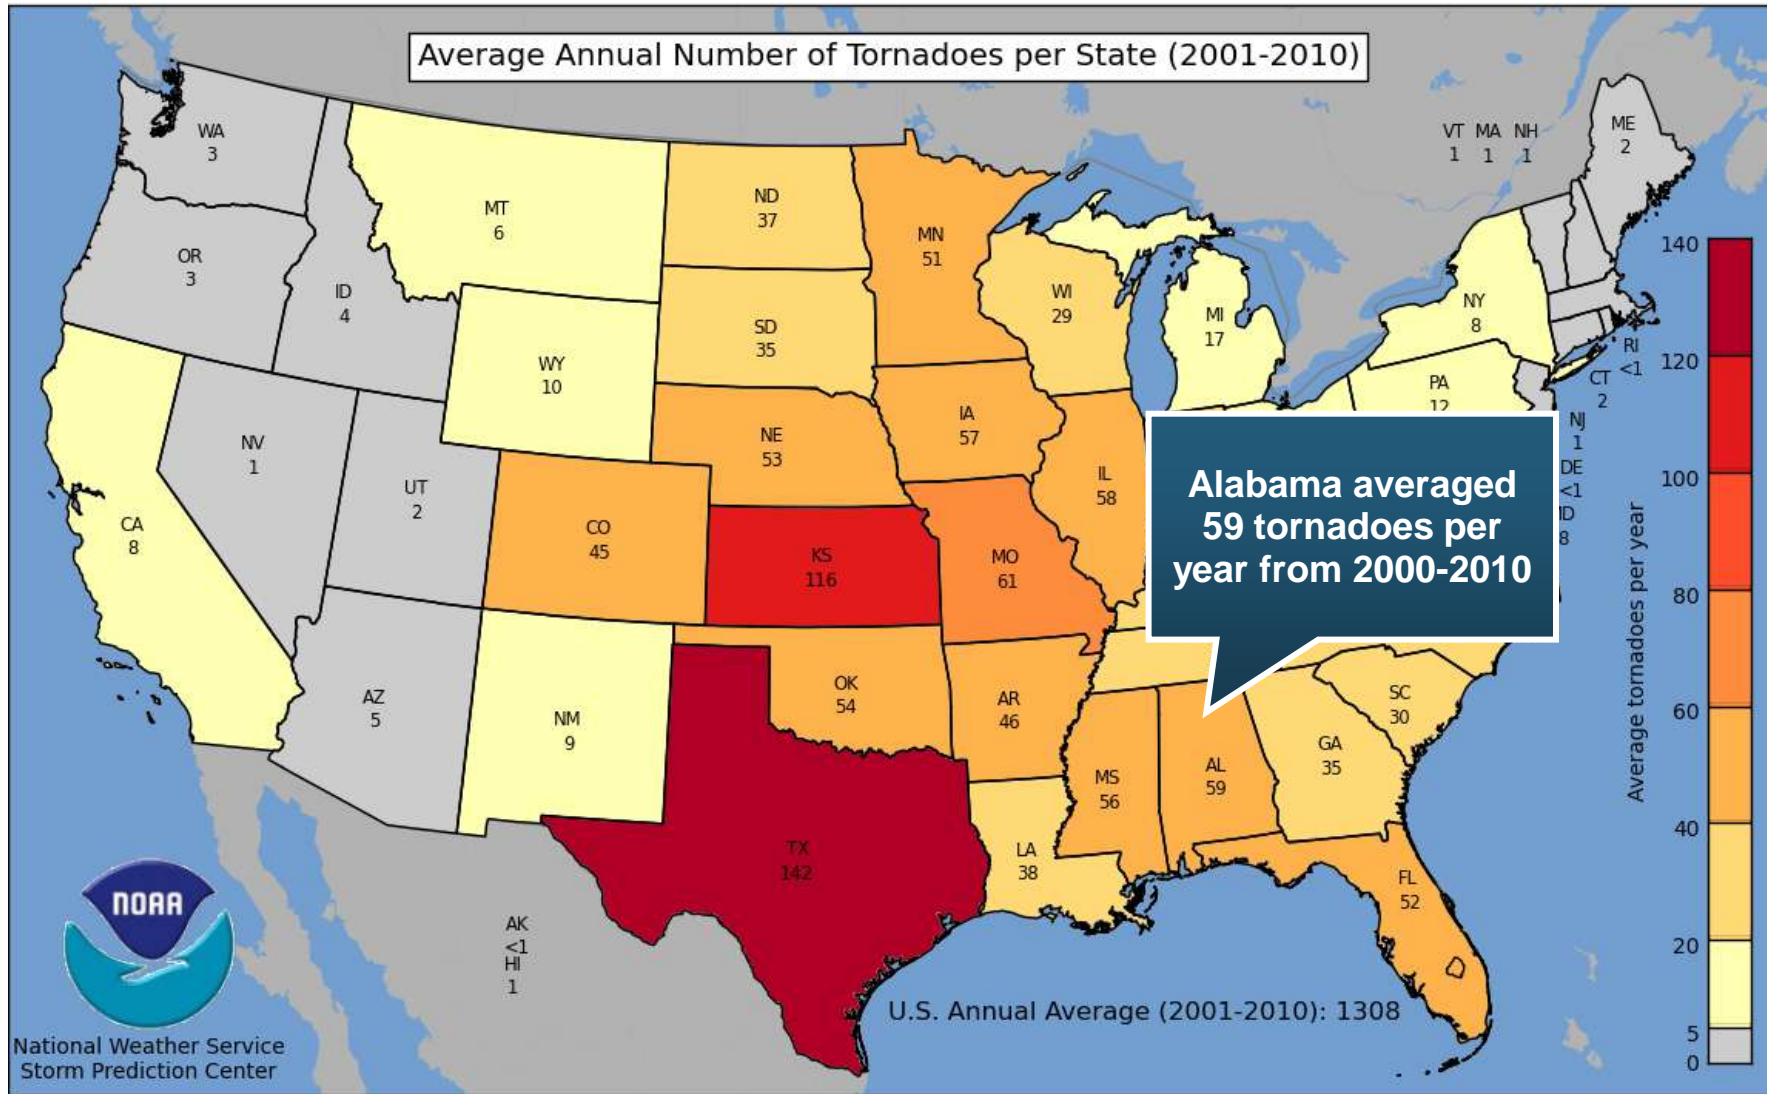 Average Annual Number of Tornadoes per State (2001-2010)
WA
3
OR
3
ID
4
MT
6
ND
37
MN
51
VT MA NH
1 1 1
ME
2
SD
35
WI
29
MI
17
NY
8
WY
10
NV
1
UT
2
CA
8
NE
53
IA
57
IL
58
PA
12
RI
<1
CT
2
NJ
1
DE
<1
8
CO
45
KS
116
MO
61
Alabama averaged
59 tornadoes per
year from 2000-2010
AZ
5
NM
9
OK
54
AR
46
SC
30
GA
35
MS
56
AL
59
TX
142
LA
38
FL
52
AK
<1
HI
1
U.S. Annual Average (2001-2010): 1308
140
120
100
80
60
40
20
5
0
Average tornadoes per year
NOAA
National Weather Service
Storm Prediction Center